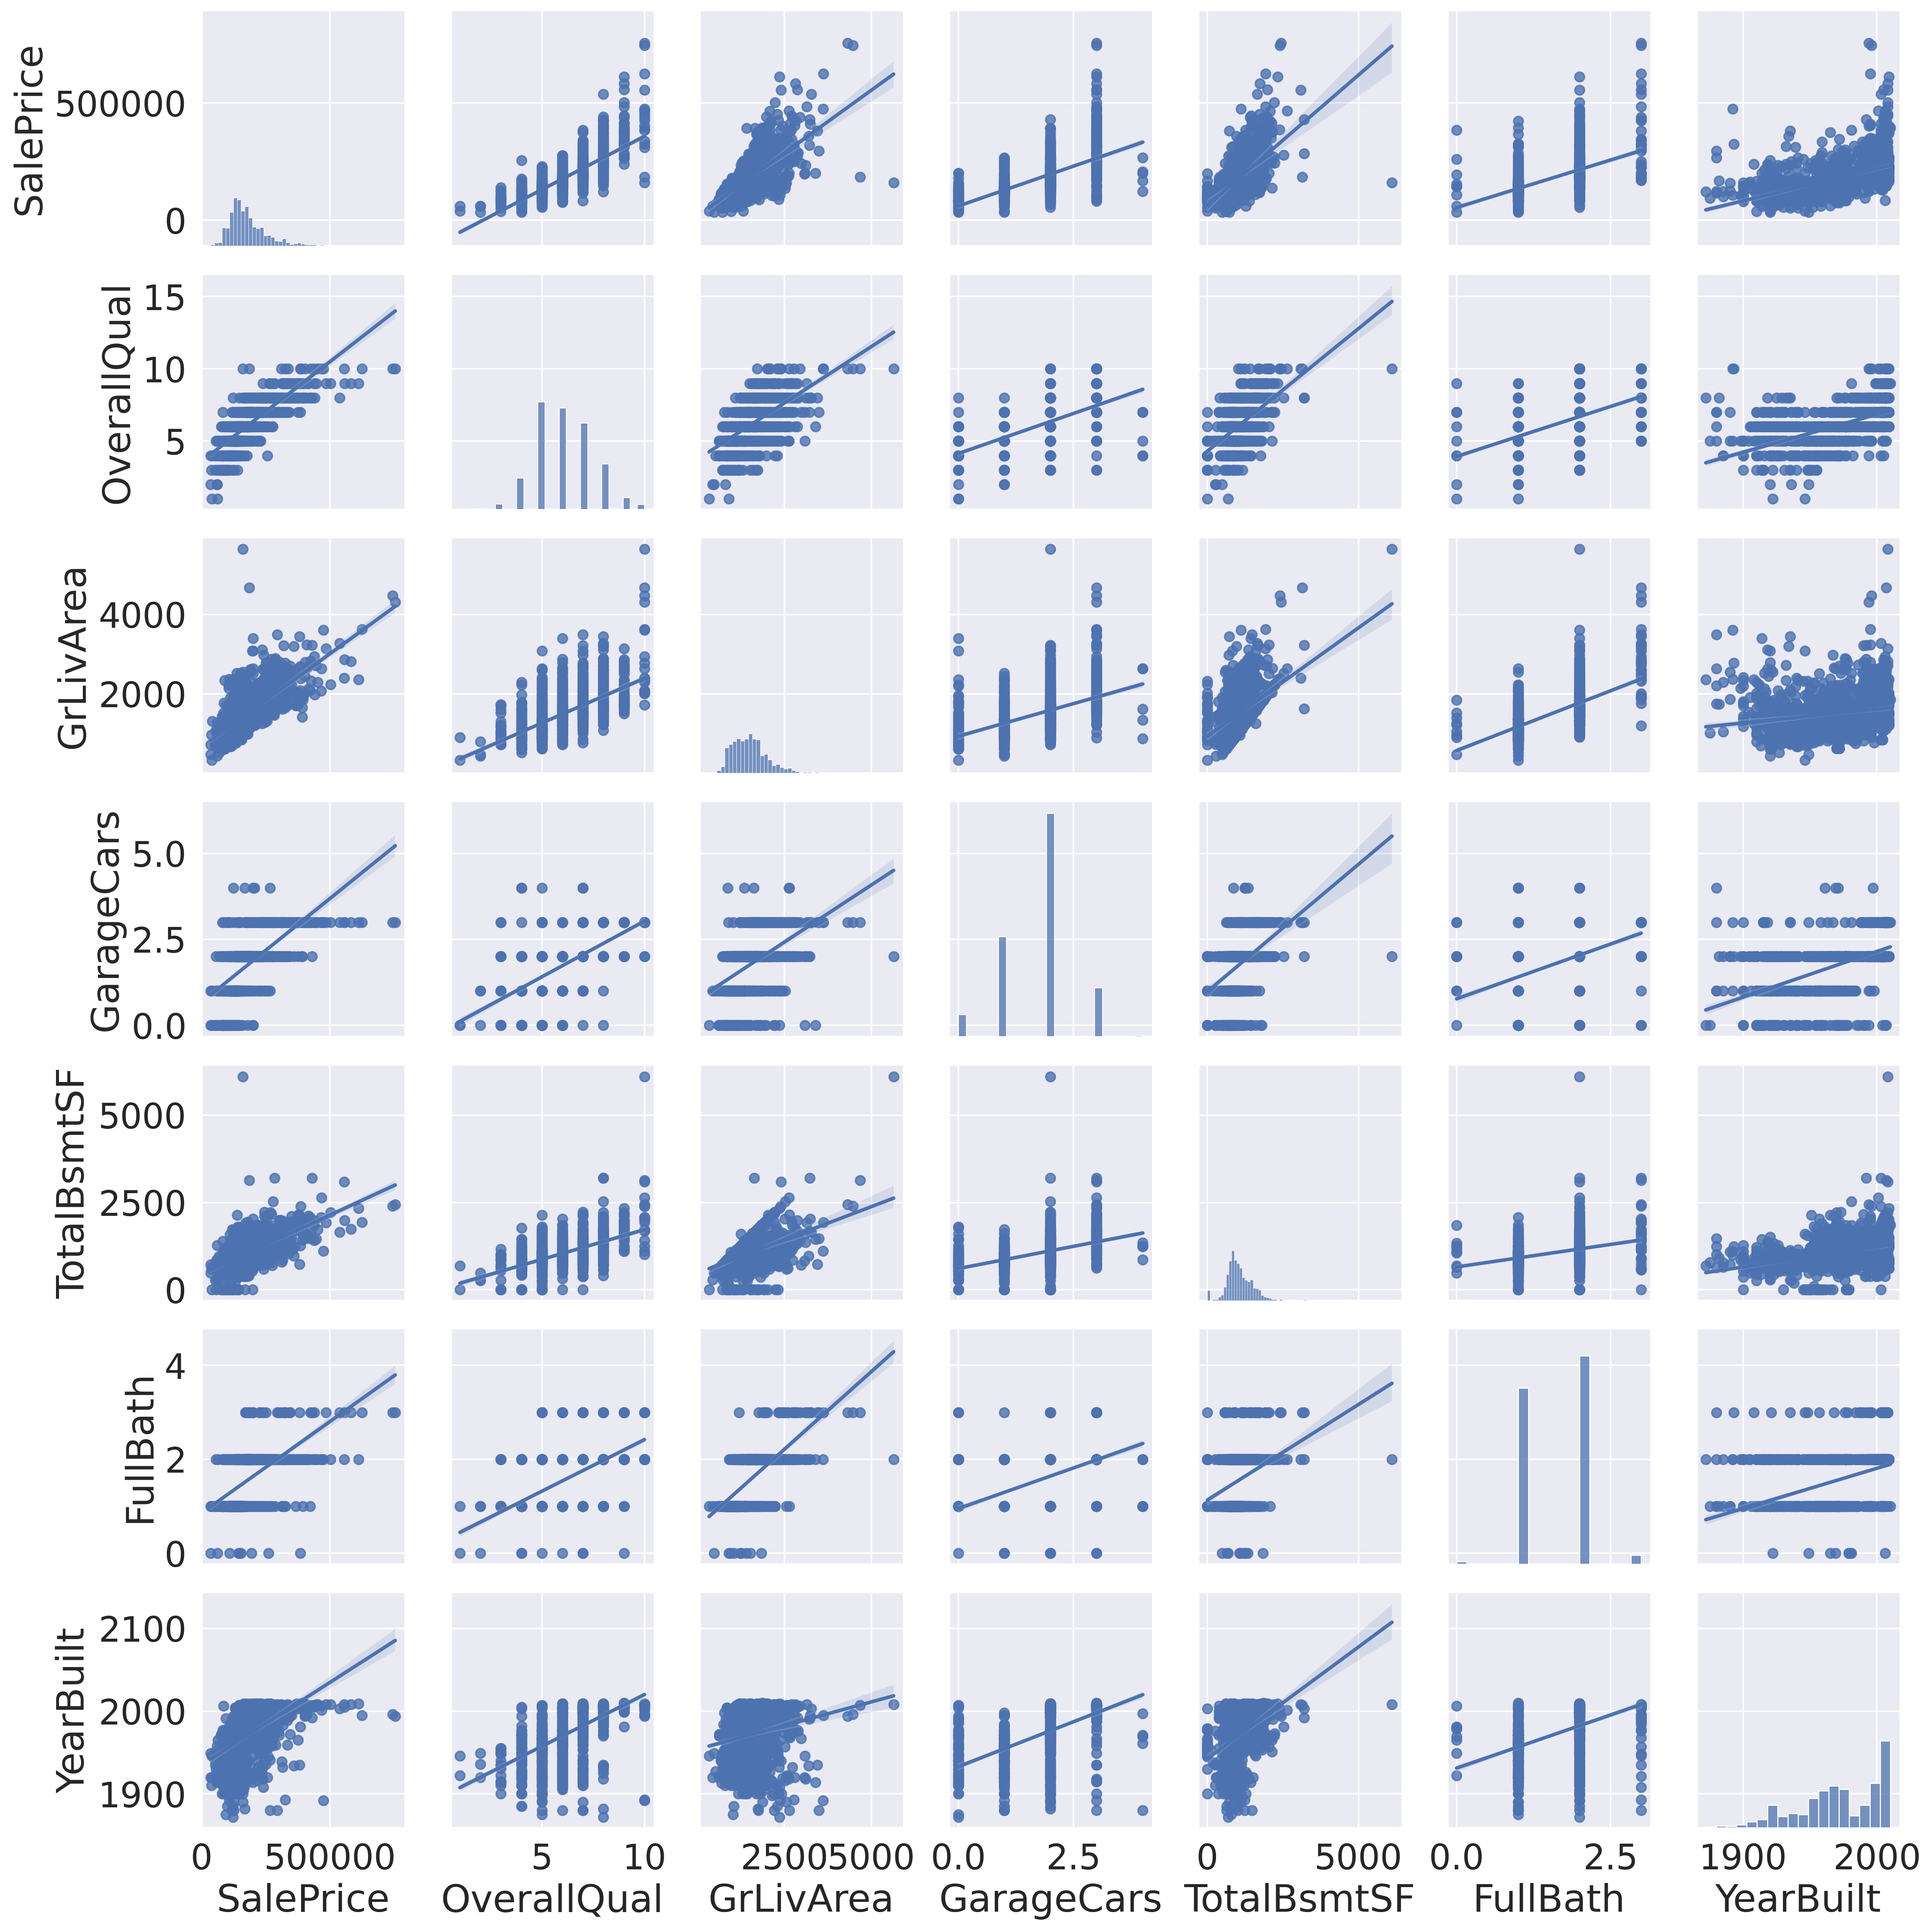 SalePrice
500000
0
OverallQual
15
10
5
GrLivArea
4000
2000
GarageCars
5.0
2.5
0.0
TotalBsmtSF
5000
2500
0
FullBath
4
2
0
YearBuilt
2100
2000
1900
0 500000 5 10 2500 5000 0.0 2.5 0 5000 0.0 2.5 1900 2000
SalePrice OverallQual GrLivArea GarageCars TotalBsmtSF FullBath YearBuilt